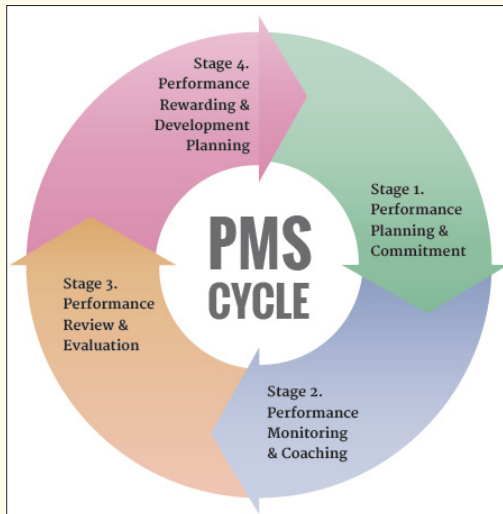 Stage 4.
Performance
Rewarding &
Development
Planning
Stage 1.
Performance
Planning &
Commitment
PMS
CYCLE
Stage 3.
Performance
Review &
Evaluation
Stage 2.
Performance
Monitoring
& Coaching